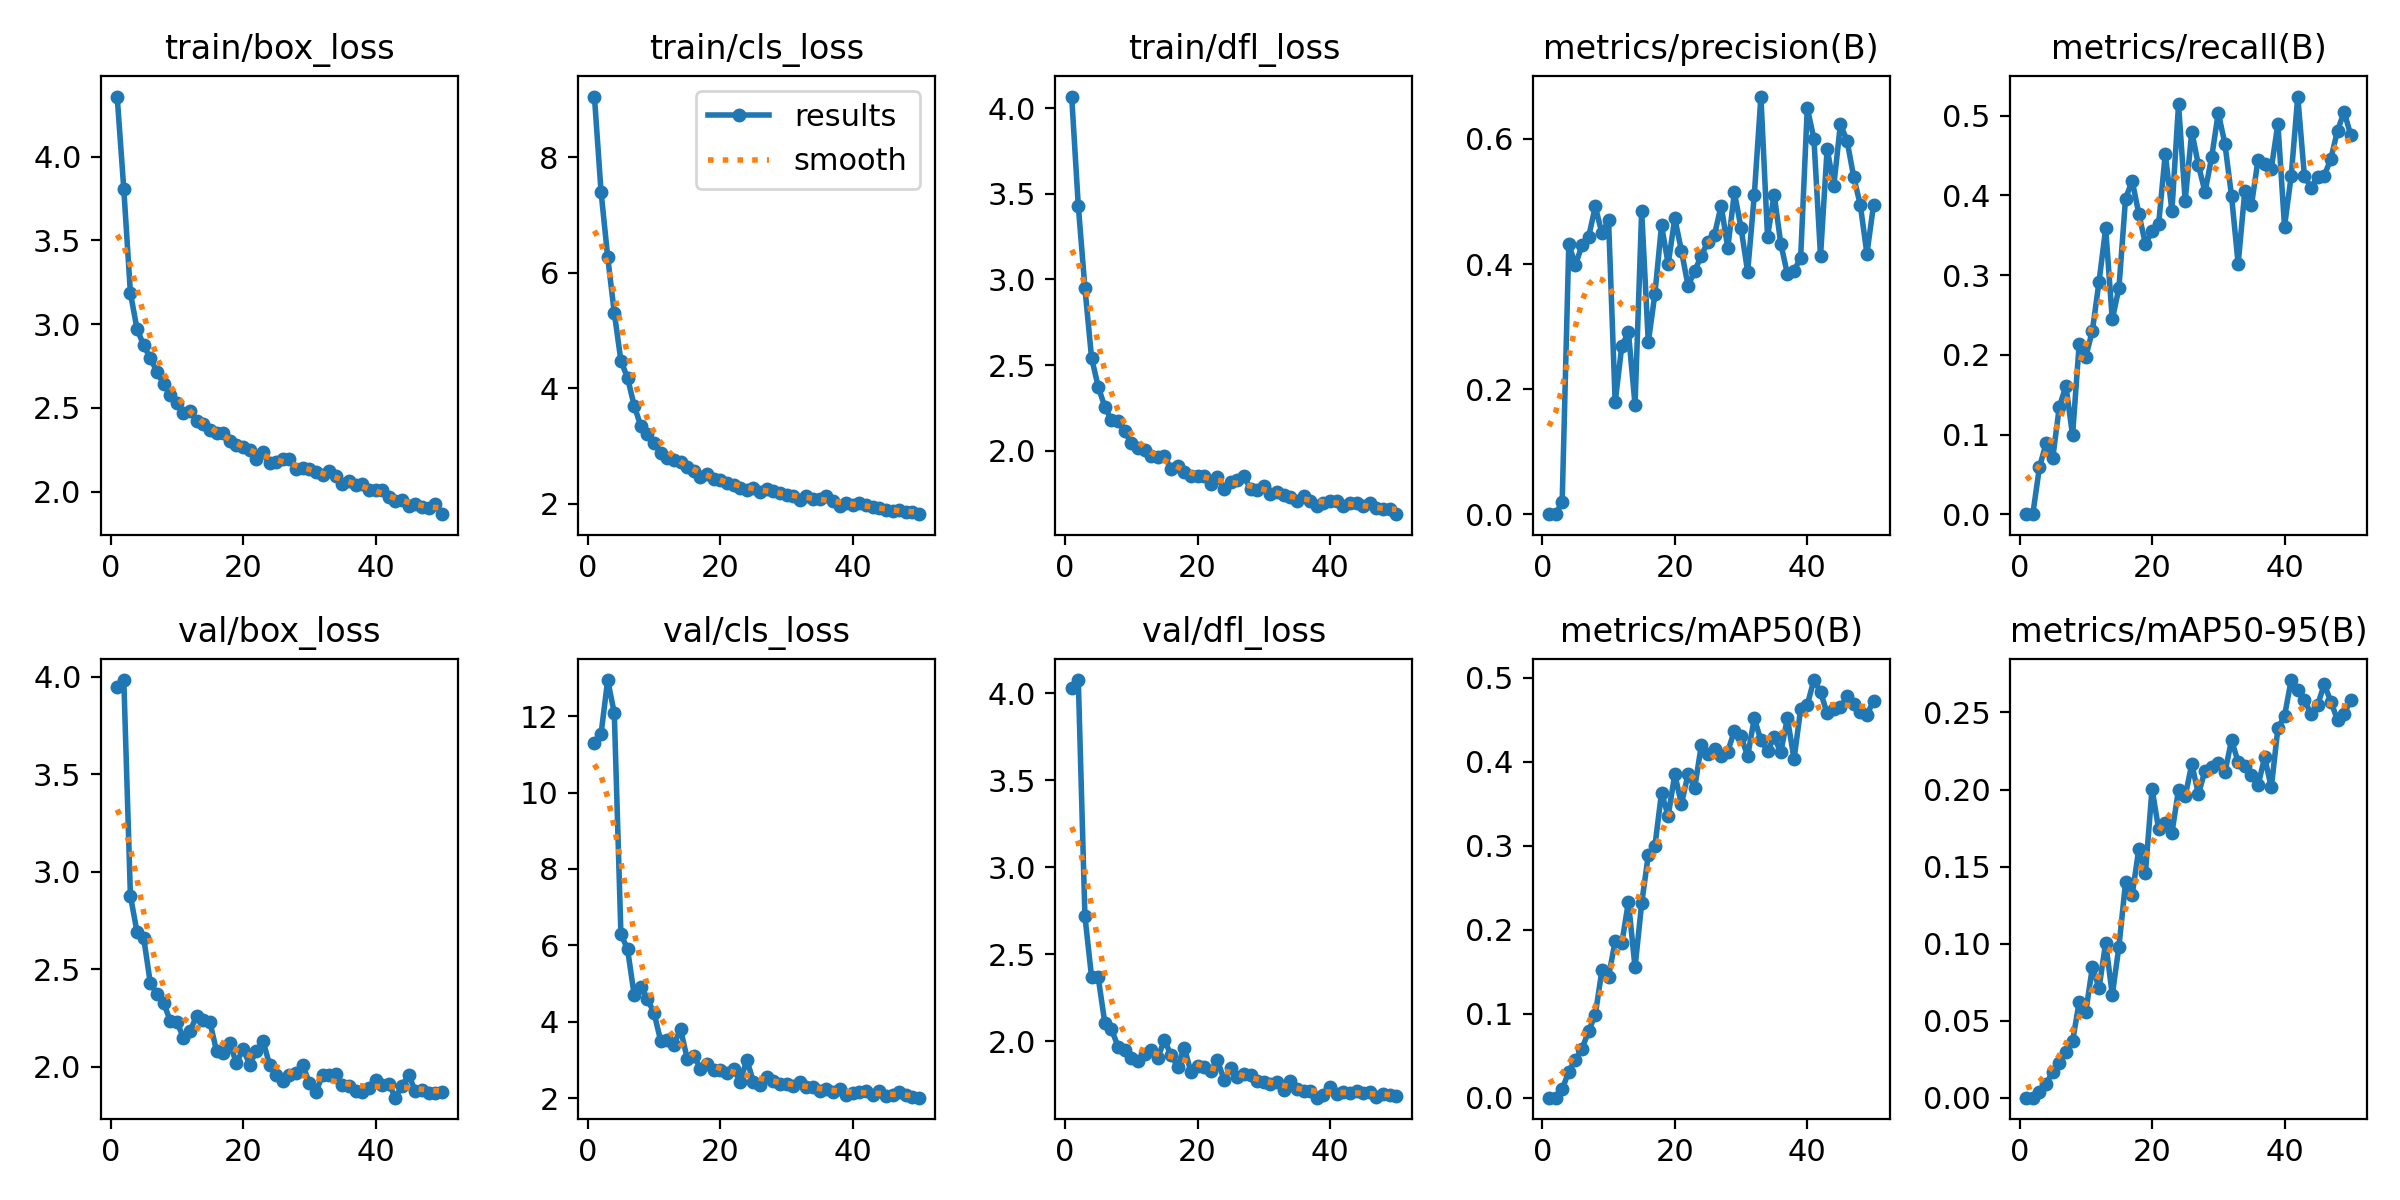 train/box_loss
train/cls_loss
train/dfl_loss
metrics/precision(B)
metrics/recall(B)
4.0
3.5
3.0
2.5
2.0
0 20 40
8
6
4
2
0 20 40
results
smooth
4.0
3.5
3.0
2.5
2.0
0 20 40
0.6
0.4
0.2
0.0
0 20 40
0.5
0.4
0.3
0.2
0.1
0.0
0 20 40
val/box_loss
val/cls_loss
val/dfl_loss
metrics/mAP50(B)
metrics/mAP50-95(B)
4.0
3.5
3.0
2.5
2.0
0 20 40
12
10
8
6
4
2
0 20 40
4.0
3.5
3.0
2.5
2.0
0 20 40
0.5
0.4
0.3
0.2
0.1
0.0
0 20 40
0.25
0.20
0.15
0.10
0.05
0.00
0 20 40